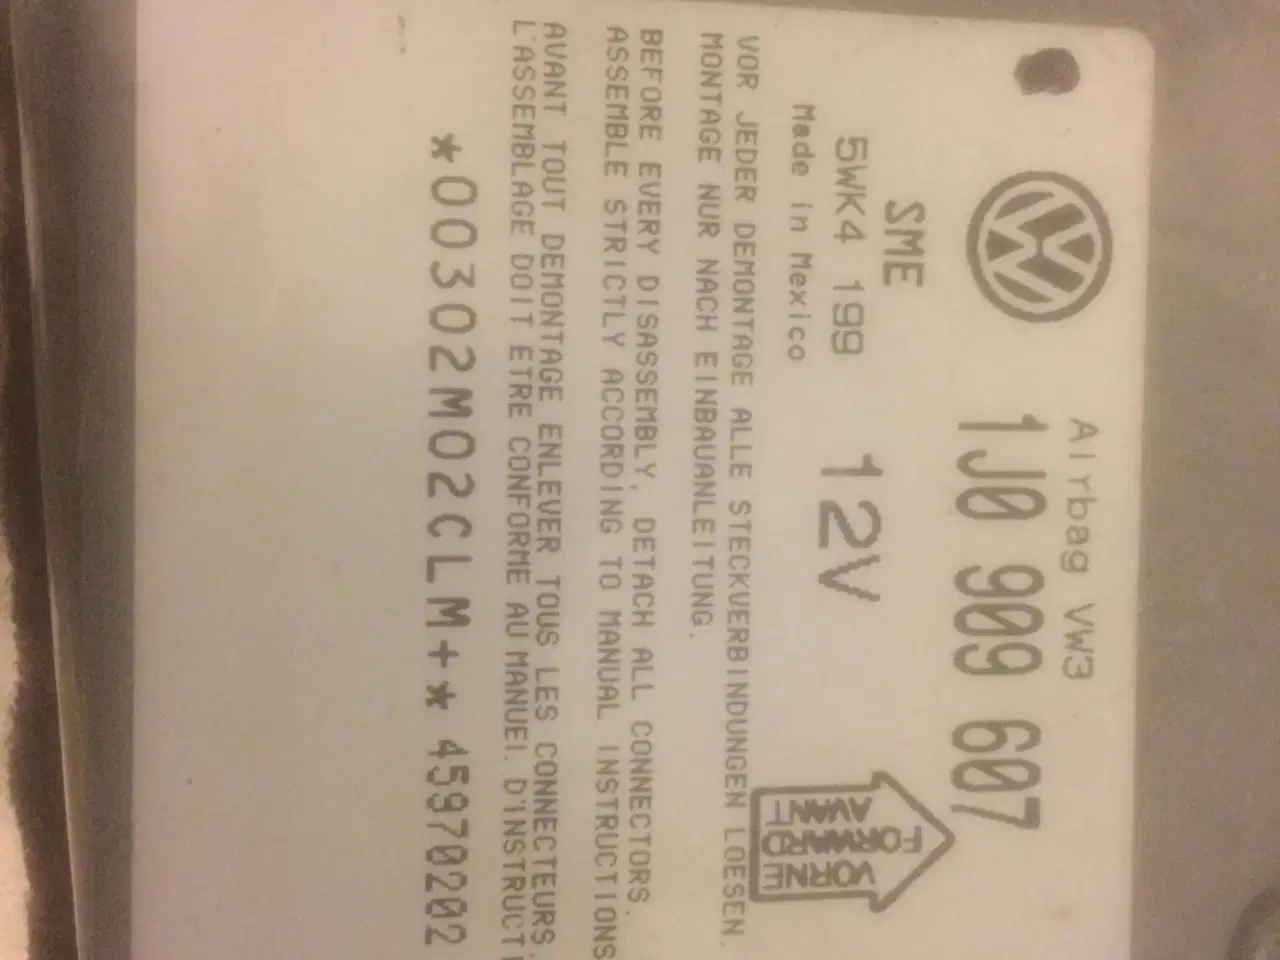 Airbag VW3
1J0 909 607
SME
5WK4 199
12V
Made in Mexico
VORNE
FORWARD
AVANT
VOR JEDER DEMONTAGE ALLE STECKVERBINDUNGEN LOESEN.
MONTAGE NUR NACH EINBAUANLEITUNG.
BEFORE EVERY DISASSEMBLY, DETACH ALL CONNECTORS.
ASSEMBLE STRICTLY ACCORDING TO MANUAL INSTRUCTIONS
AVANT TOUT DEMONTAGE ENLEVER TOUS LES CONNECTEURS.
L'ASSEMBLAGE DOIT ETRE CONFORME AU MANUEL D'INSTRUCTI
*00302M02CLM+* 45970202